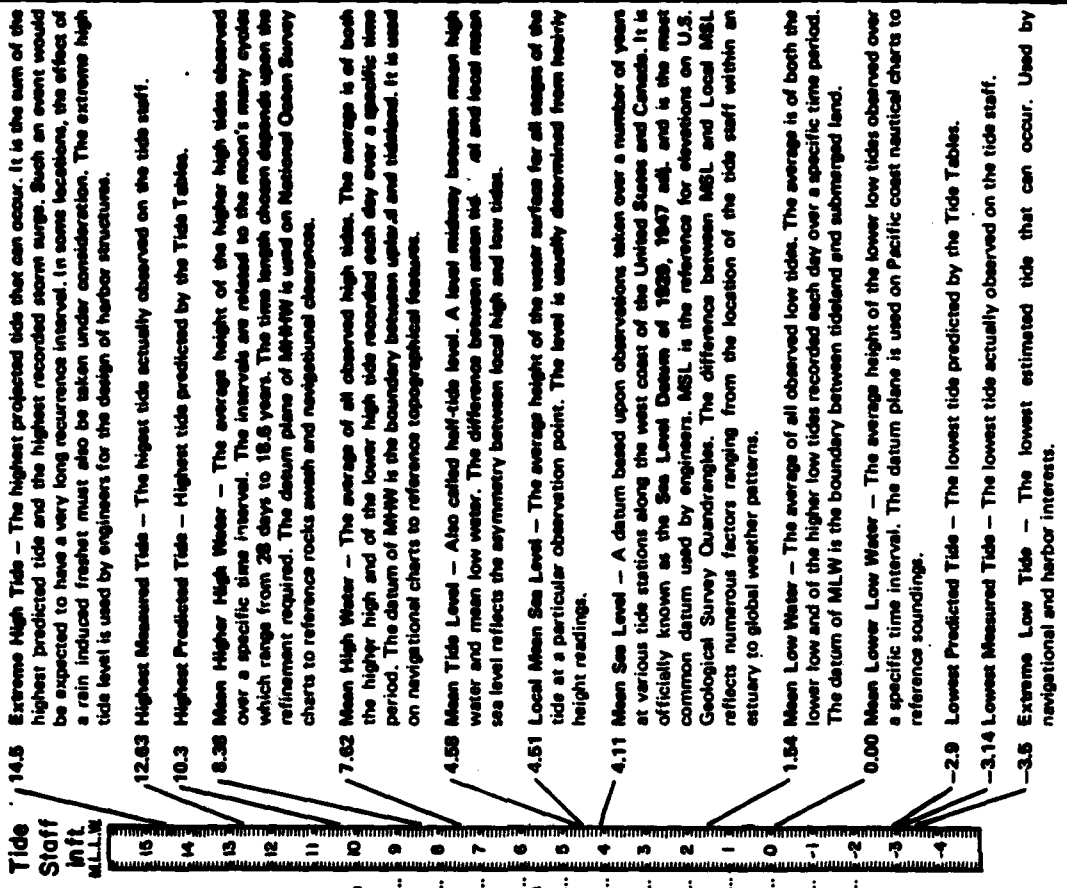 Tide
Staff
in ft.
M.L.L.W.
15
14
13
12
11
10
9
8
7
6
5
4
3
2
1
0
-1
-2
-3
-4
14.5 Extreme High Tide — The highest projected tide that can occur. It is the sum of the
highest predicted tide and the highest recorded storm surge. Such an event would
be expected to have a very long recurrence interval. In some locations, the effect of
a rain induced freshet must also be taken under consideration. The extreme high
tide level is used by engineers for the design of harbor structures.
12.63 Highest Measured Tide — The higest tide actually observed on the tide staff.
10.3 Highest Predicted Tide — Highest tide predicted by the Tide Tables.
8.38 Mean Higher High Water — The average height of the higher high tides observed
over a specific time interval. The intervals are related to the moon's many cycles
which range from 28 days to 18.6 years. The time length chosen depends upon the
refinement required. The datum plane of MHHW is used on National Ocean Survey
charts to reference rocks awash and navigational clearances.
7.62 Mean High Water — The average of all observed high tides. The average is of both
the higher high and of the lower high tide recorded each day over a specific time
period. The datum of MHW is the boundary between upland and tideland. It is used
on navigational charts to reference topographical features.
4.58 Mean Tide Level — Also called half-tide level. A level midway between mean high
water and mean low water. The difference between mean tide and local mean
sea level reflects the asymmetry between local high and low tides.
4.51 Local Mean Sea Level — The average height of the water surface for all stages of the
tide at a particular observation point. The level is usually determined from hourly
height readings.
4.11 Mean Sea Level — A datum based upon observations taken over a number of years
at various tide stations along the west coast of the United States and Canada. It is
officially known as the Sea Level Datum of 1929, 1947 adj. and is the most
common datum used by engineers. MSL is the reference for elevations on U.S.
Geological Survey Quandrangles. The difference between MSL and Local MSL
reflects numerous factors ranging from the location of the tide staff within an
estuary to global weather patterns.
1.54 Mean Low Water — The average of all observed low tides. The average is of both the
lower low and of the higher low tides recorded each day over a specific time period.
The datum of MLW is the boundary between tideland and submerged land.
0.00 Mean Lower Low Water — The average height of the lower low tides observed over
a specific time interval. The datum plane is used on Pacific coast nautical charts to
reference soundings.
-2.9 Lowest Predicted Tide — The lowest tide predicted by the Tide Tables.
-3.14 Lowest Measured Tide — The lowest tide actually observed on the tide staff.
-3.5 Extreme Low Tide — The lowest estimated tide that can occur. Used by
navigational and harbor interests.